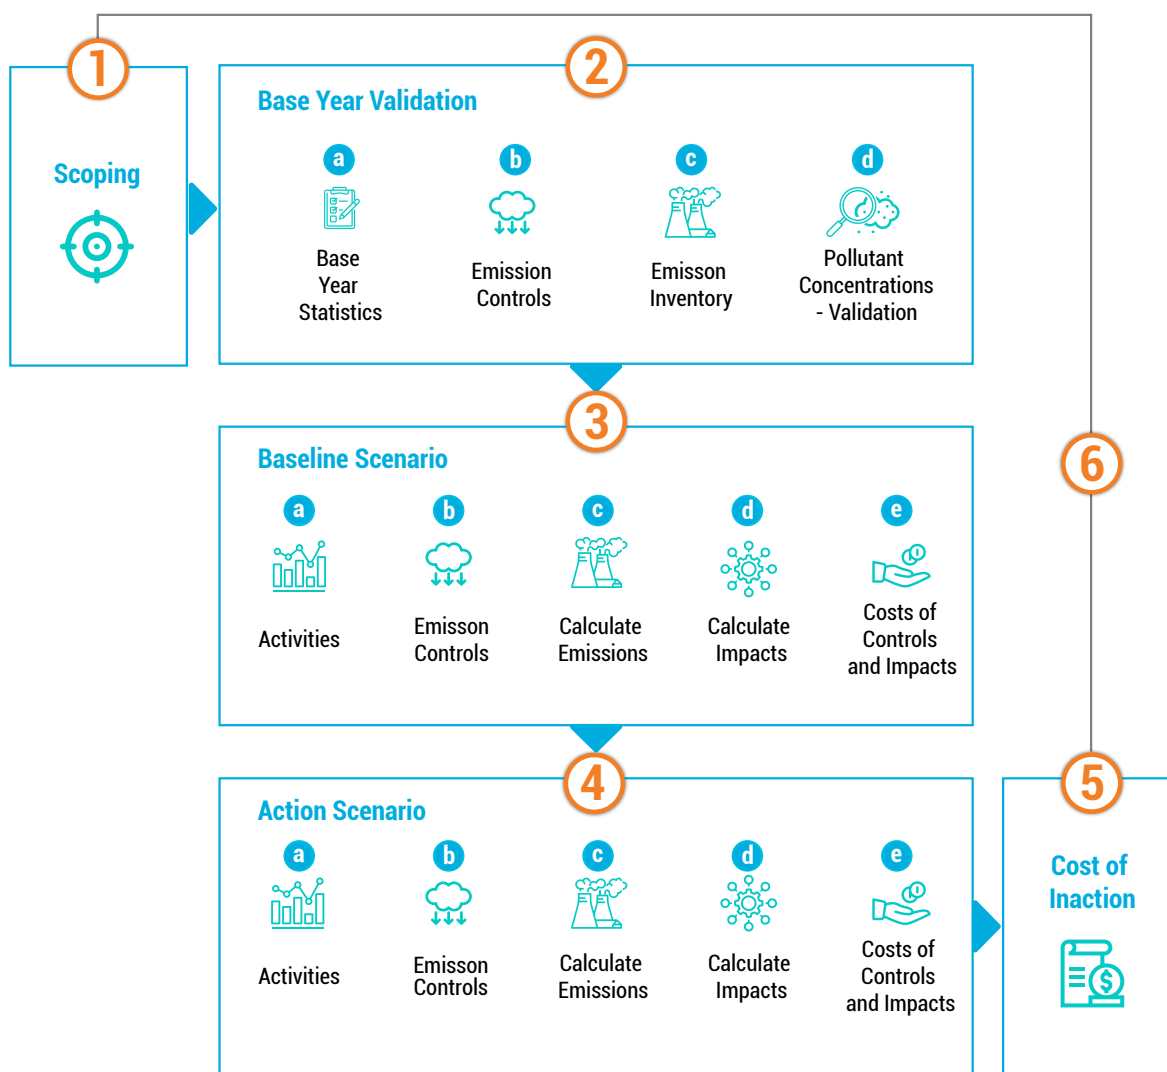 1
Scoping
2
Base Year Validation
a
Base
Year
Statistics
b
Emission
Controls
c
Emisson
Inventory
d
Pollutant
Concentrations
- Validation
3
Baseline Scenario
a
Activities
b
Emisson
Controls
c
Calculate
Emissions
d
Calculate
Impacts
e
Costs of
Controls
and Impacts
4
Action Scenario
a
Activities
b
Emisson
Controls
c
Calculate
Emissions
d
Calculate
Impacts
e
Costs of
Controls
and Impacts
5
Cost of
Inaction
$
6